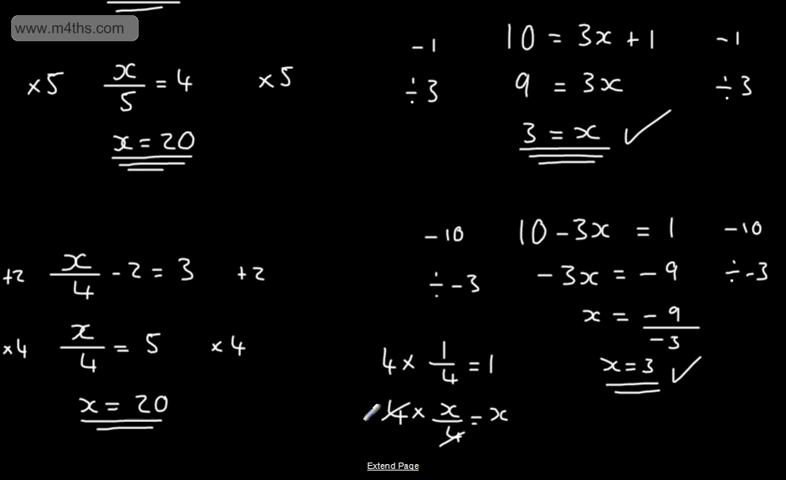 www.m4ths.com
×5 x/5 = 4 ×5
x = 20
+2 x/4 - 2 = 3 +2
×4 x/4 = 5 ×4
x = 20
-1 10 = 3x + 1 -1
÷3 9 = 3x ÷3
3 = x ✓
-10 10 - 3x = 1 -10
÷-3 -3x = -9 ÷-3
x = -9/-3
x = 3 ✓
4 × 1/4 = 1
4 × x/4 = x
Extend Page